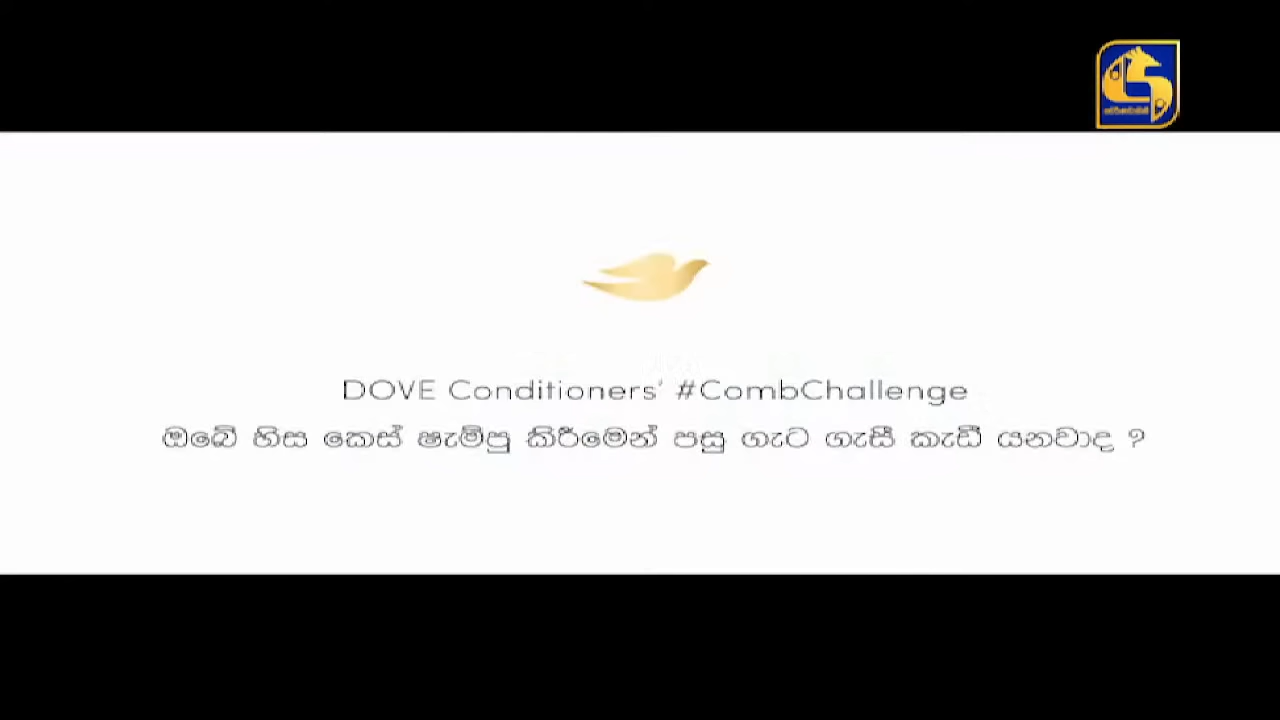 DOVE Conditioners' #CombChallenge
ඔබේ හිස කෙස් ෂැම්පු කිරීමෙන් පසු ගැට ගැසී කැඩී යනවාද ?